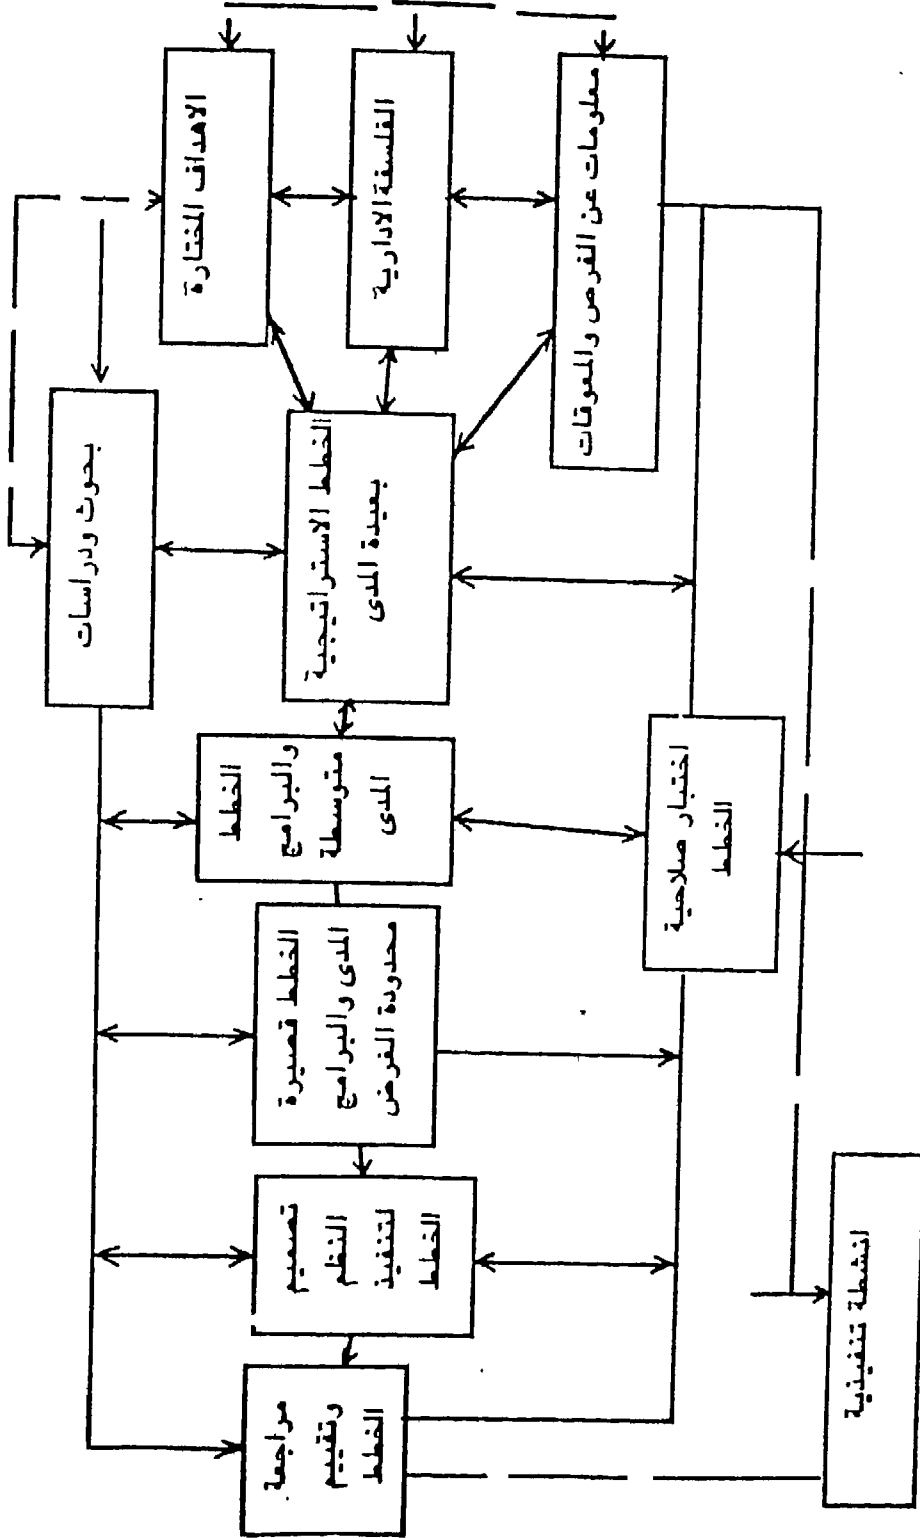 الاهداف المختارة
الفلسفة الادارية
معلومات عن الفرص والمعوقات
بحوث ودراسات
الخطط الاستراتيجية
بعيدة المدى
الخطط
والبرامج
متوسطة
المدى
اختبار صلاحية
الخطط
الخطط قصيرة
المدى والبرامج
محدودة الغرض
تصميم
النظم
لتنفيذ
الخطط
مراجعة
وتقييم
الخطط
انشطة تنفيذية